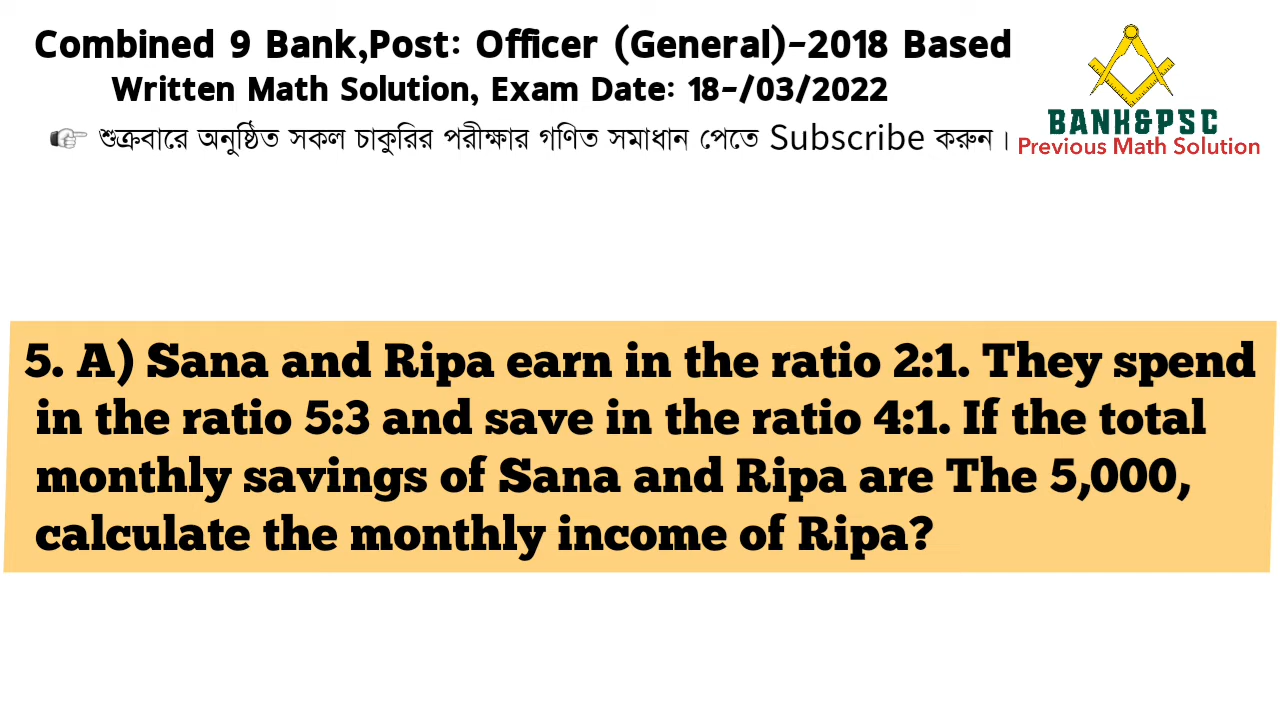 Combined 9 Bank,Post: Officer (General)-2018 Based
Written Math Solution, Exam Date: 18-/03/2022
শুক্রবারে অনুষ্ঠিত সকল চাকুরির পরীক্ষার গণিত সমাধান পেতে Subscribe করুন।
BANK&PSC
Previous Math Solution
5. A) Sana and Ripa earn in the ratio 2:1. They spend
in the ratio 5:3 and save in the ratio 4:1. If the total
monthly savings of Sana and Ripa are The 5,000,
calculate the monthly income of Ripa?